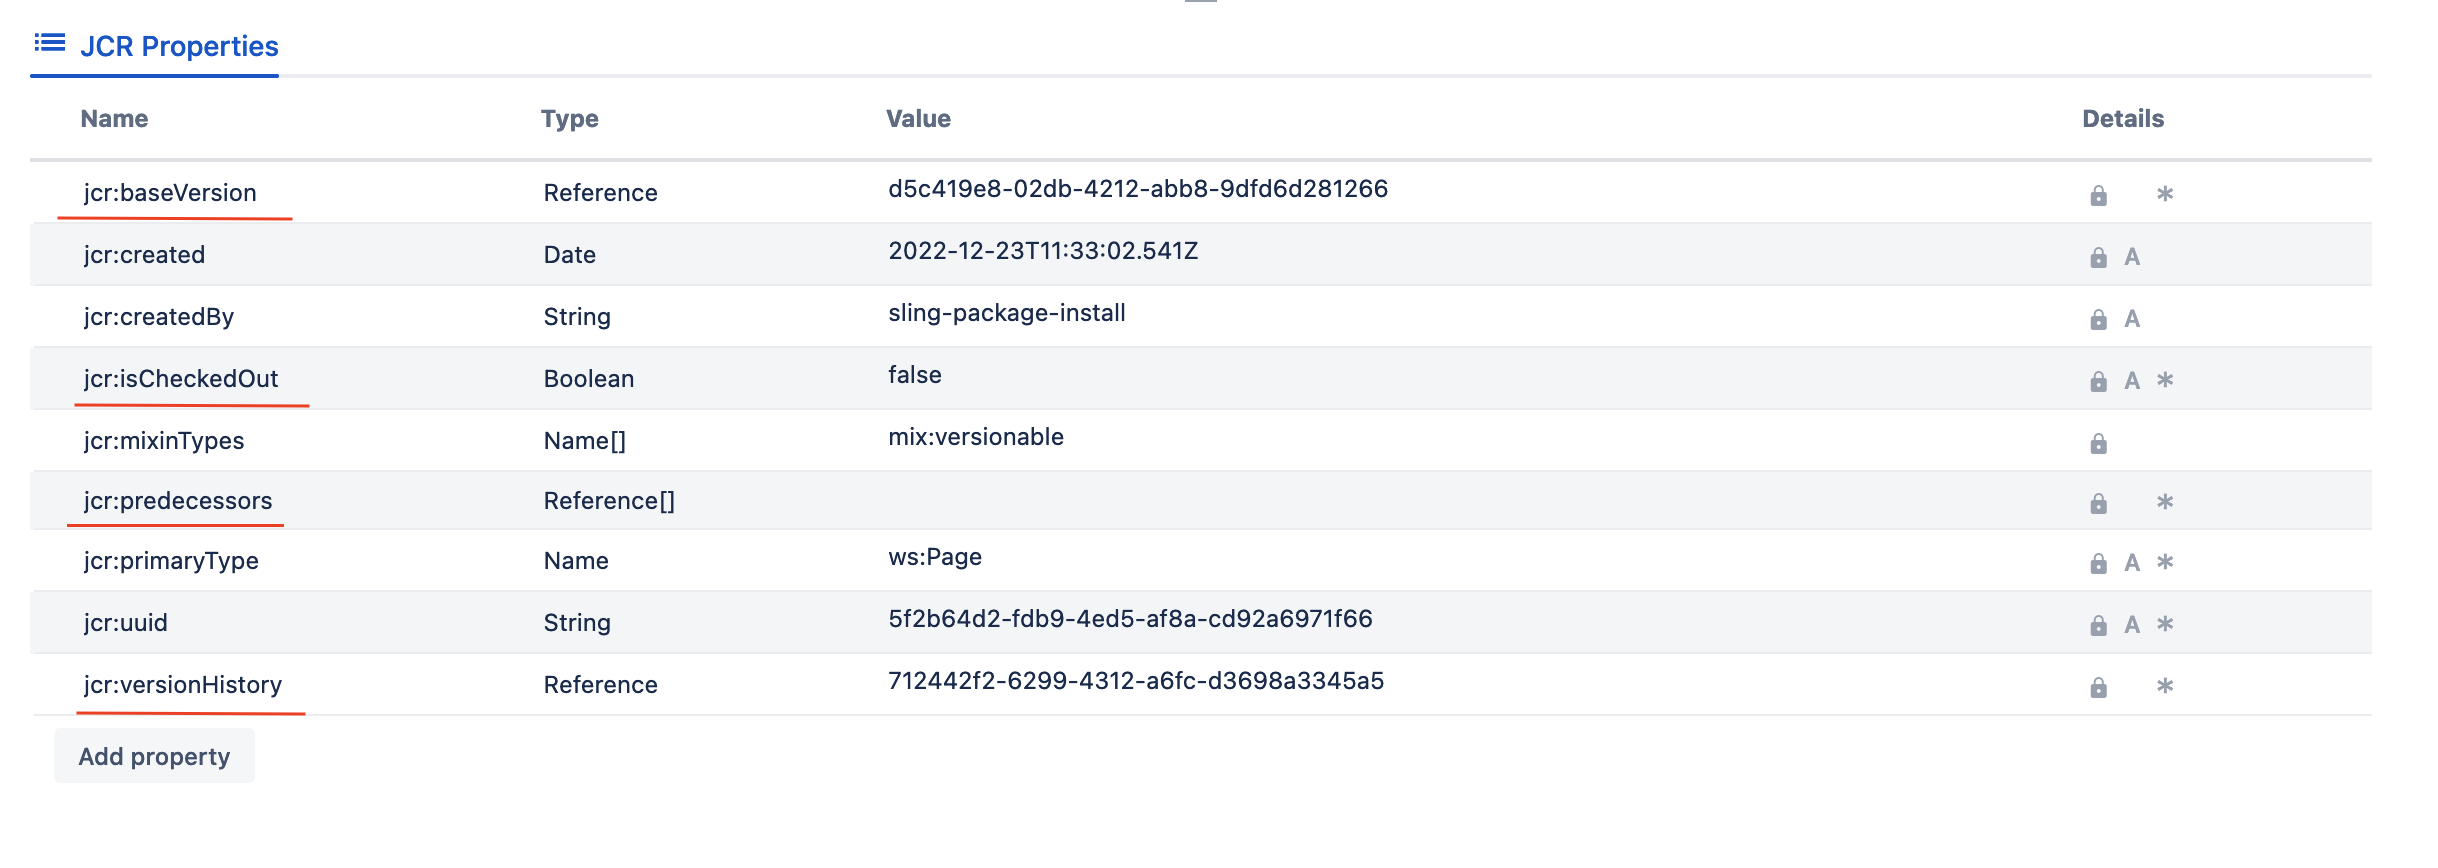 JCR Properties
Name Type Value Details
jcr:baseVersion Reference d5c419e8-02db-4212-abb8-9dfd6d281266 *
jcr:created Date 2022-12-23T11:33:02.541Z A
jcr:createdBy String sling-package-install A
jcr:isCheckedOut Boolean false A *
jcr:mixinTypes Name[] mix:versionable
jcr:predecessors Reference[] *
jcr:primaryType Name ws:Page A *
jcr:uuid String 5f2b64d2-fdb9-4ed5-af8a-cd92a6971f66 A *
jcr:versionHistory Reference 712442f2-6299-4312-a6fc-d3698a3345a5 *
Add property